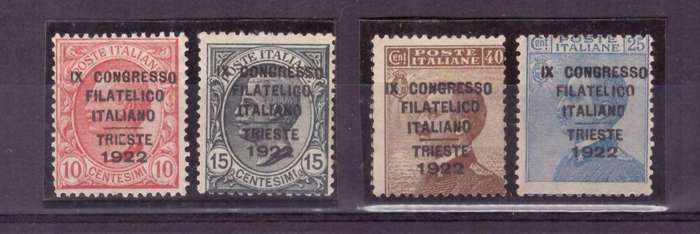 POSTE ITALIANE
IX CONGRESSO
FILATELICO
ITALIANO
TRIESTE
1922
10 10
CENTESIMI
POSTE ITALIANE
IX CONGRESSO
FILATELICO
ITALIANO
TRIESTE
1922
15 15
CENTESIMI
Cent. POSTE 40
ITALIANE
IX CONGRESSO
FILATELICO
ITALIANO
TRIESTE
1922
Cent. POSTE 25
ITALIANE
IX CONGRESSO
FILATELICO
ITALIANO
TRIESTE
1922